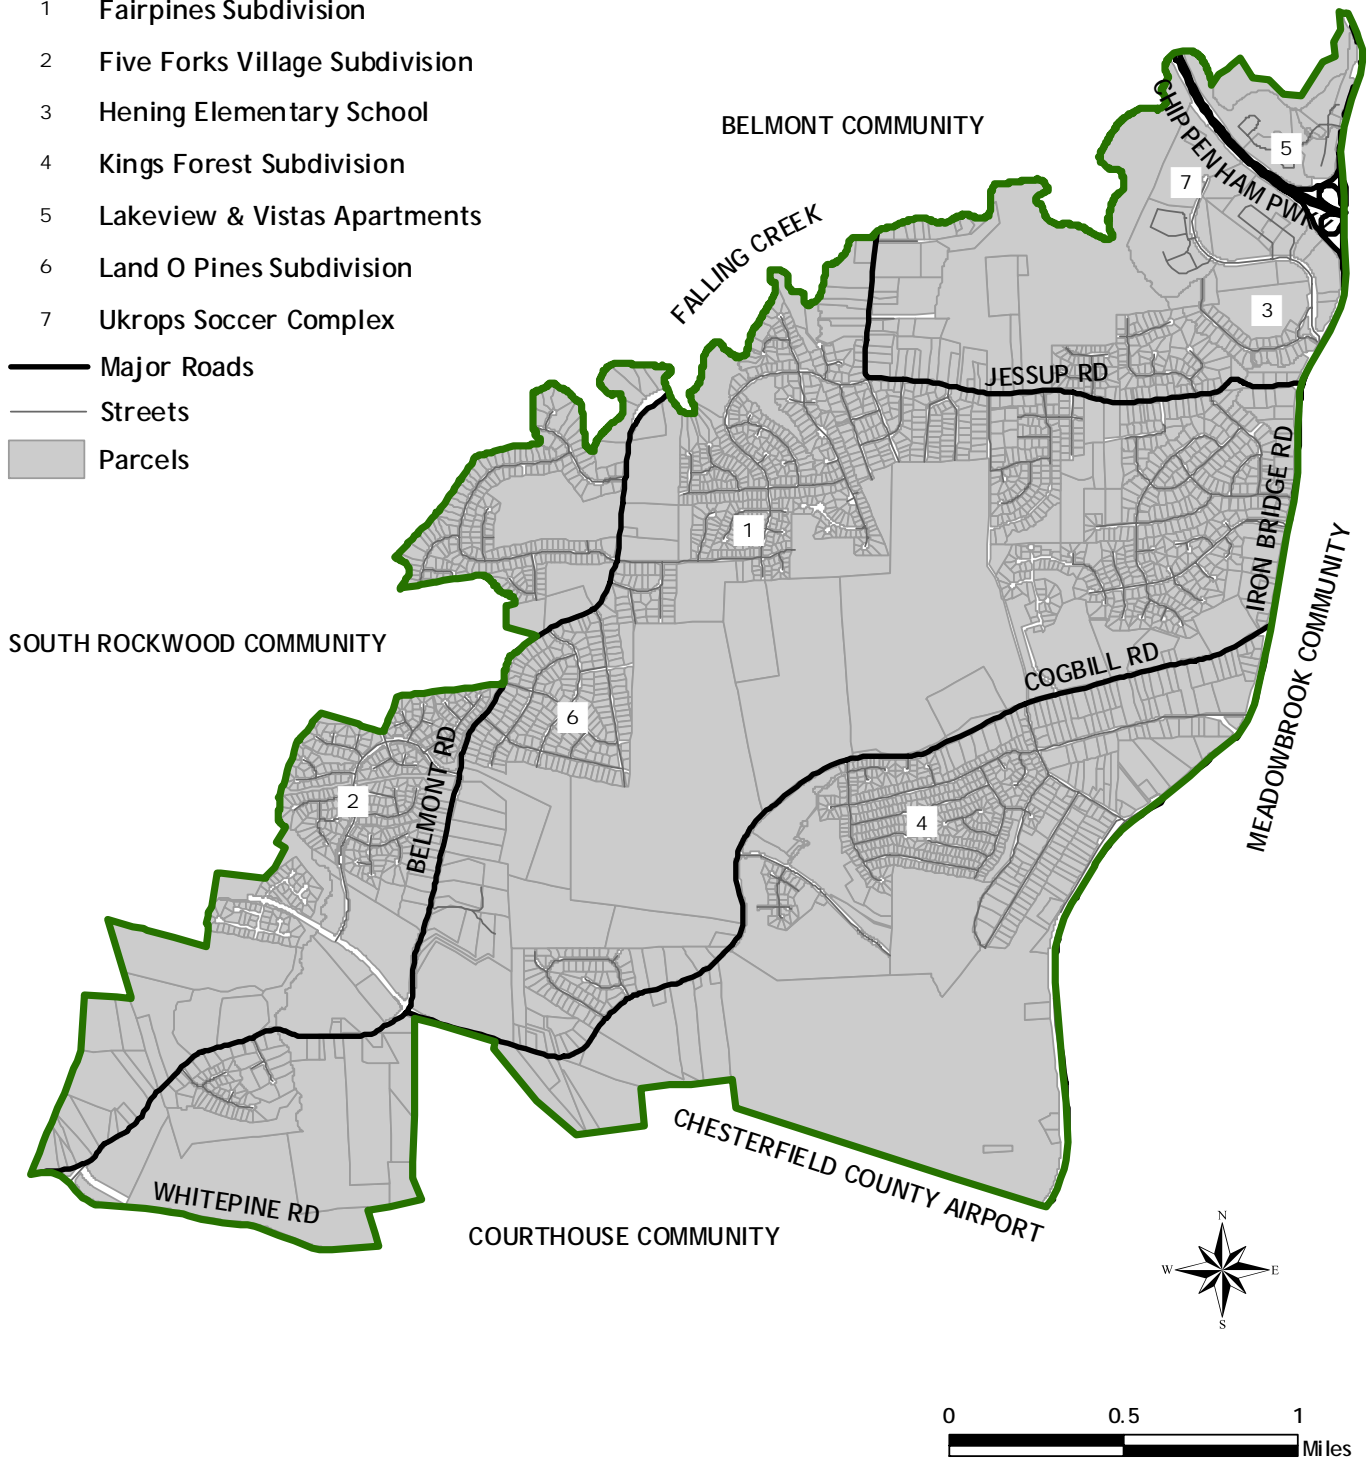 1 Fairpines Subdivision
2 Five Forks Village Subdivision
3 Hening Elementary School
4 Kings Forest Subdivision
5 Lakeview & Vistas Apartments
6 Land O Pines Subdivision
7 Ukrops Soccer Complex
Major Roads
Streets
Parcels
BELMONT COMMUNITY
CHIPPENHAM PWKY
5
7
FALLING CREEK
3
JESSUP RD
IRON BRIDGE RD
1
MEADOWBROOK COMMUNITY
SOUTH ROCKWOOD COMMUNITY
COGBILL RD
6
BELMONT RD
2
4
CHESTERFIELD COUNTY AIRPORT
WHITEPINE RD
COURTHOUSE COMMUNITY
N
W E
S
0 0.5 1
Miles